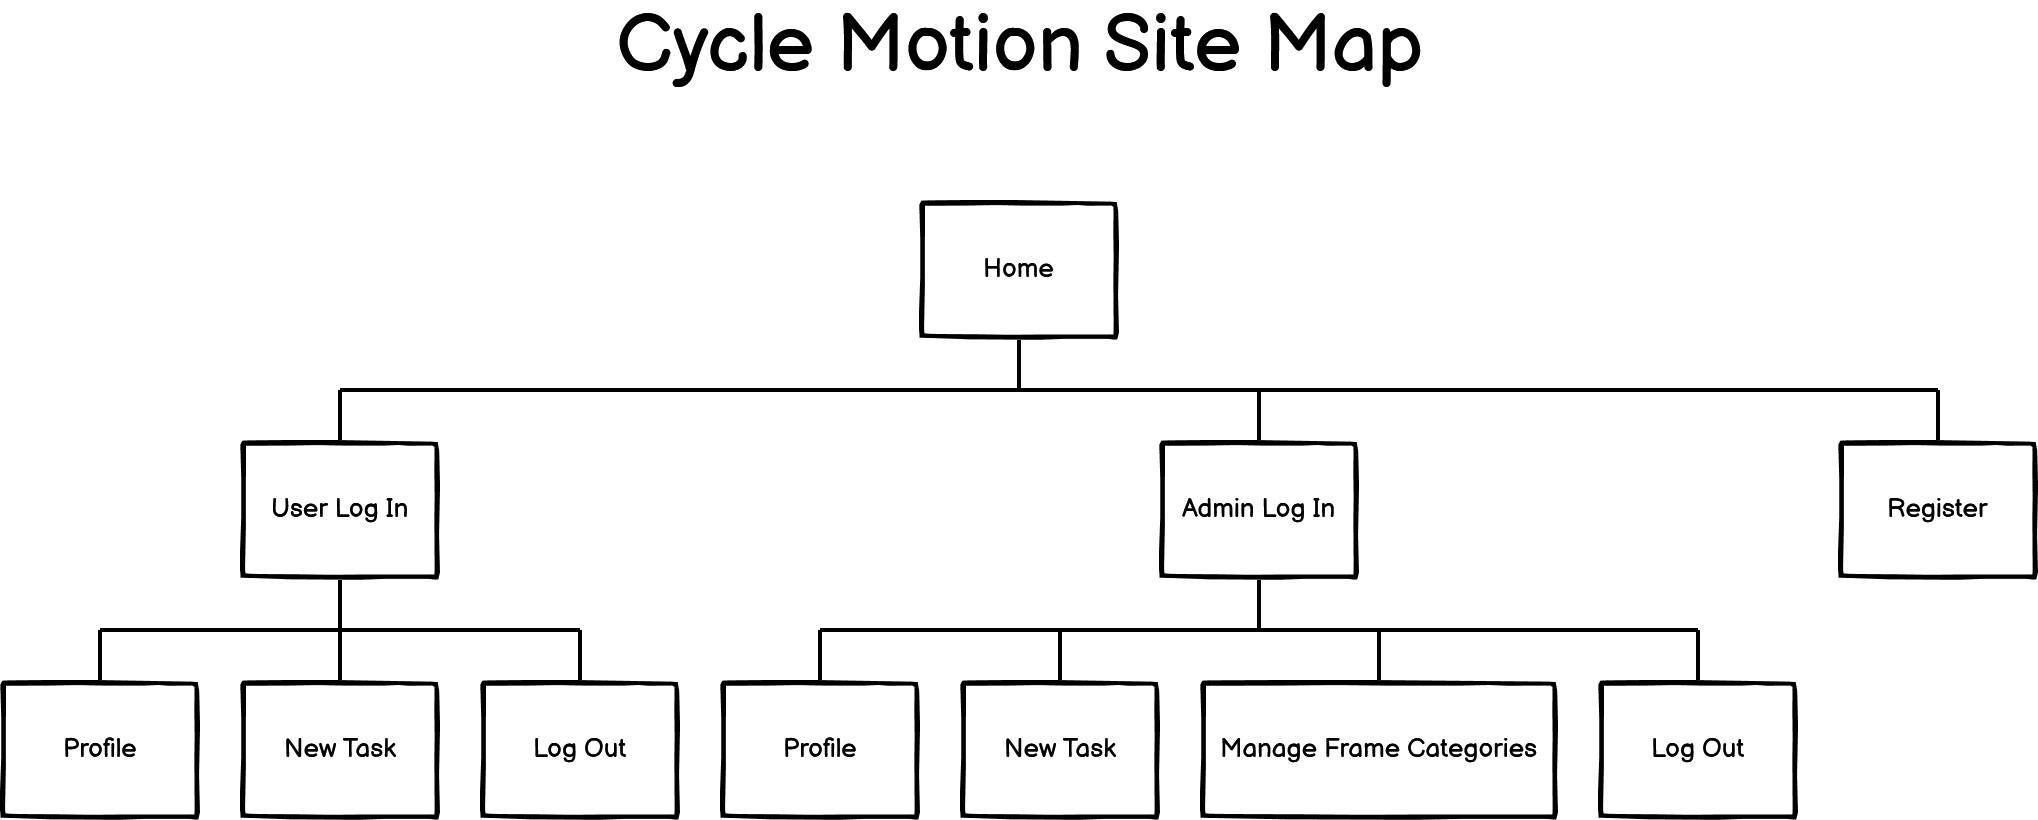 Cycle Motion Site Map
Home
User Log In
Admin Log In
Register
Profile
New Task
Log Out
Profile
New Task
Manage Frame Categories
Log Out